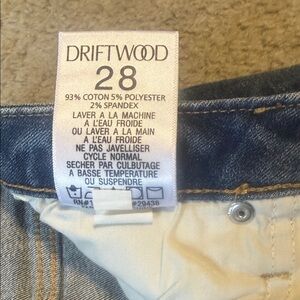 DRIFTWOOD
28
93% COTON 5% POLYESTER
2% SPANDEX
LAVER A LA MACHINE
A L'EAU FROIDE
OU LAVER A LA MAIN
A L'EAU FROIDE
NE PAS JAVELLISER
CYCLE NORMAL
SECHER PAR CULBUTAGE
A BASSE TEMPERATURE
OU SUSPENDRE
#29436